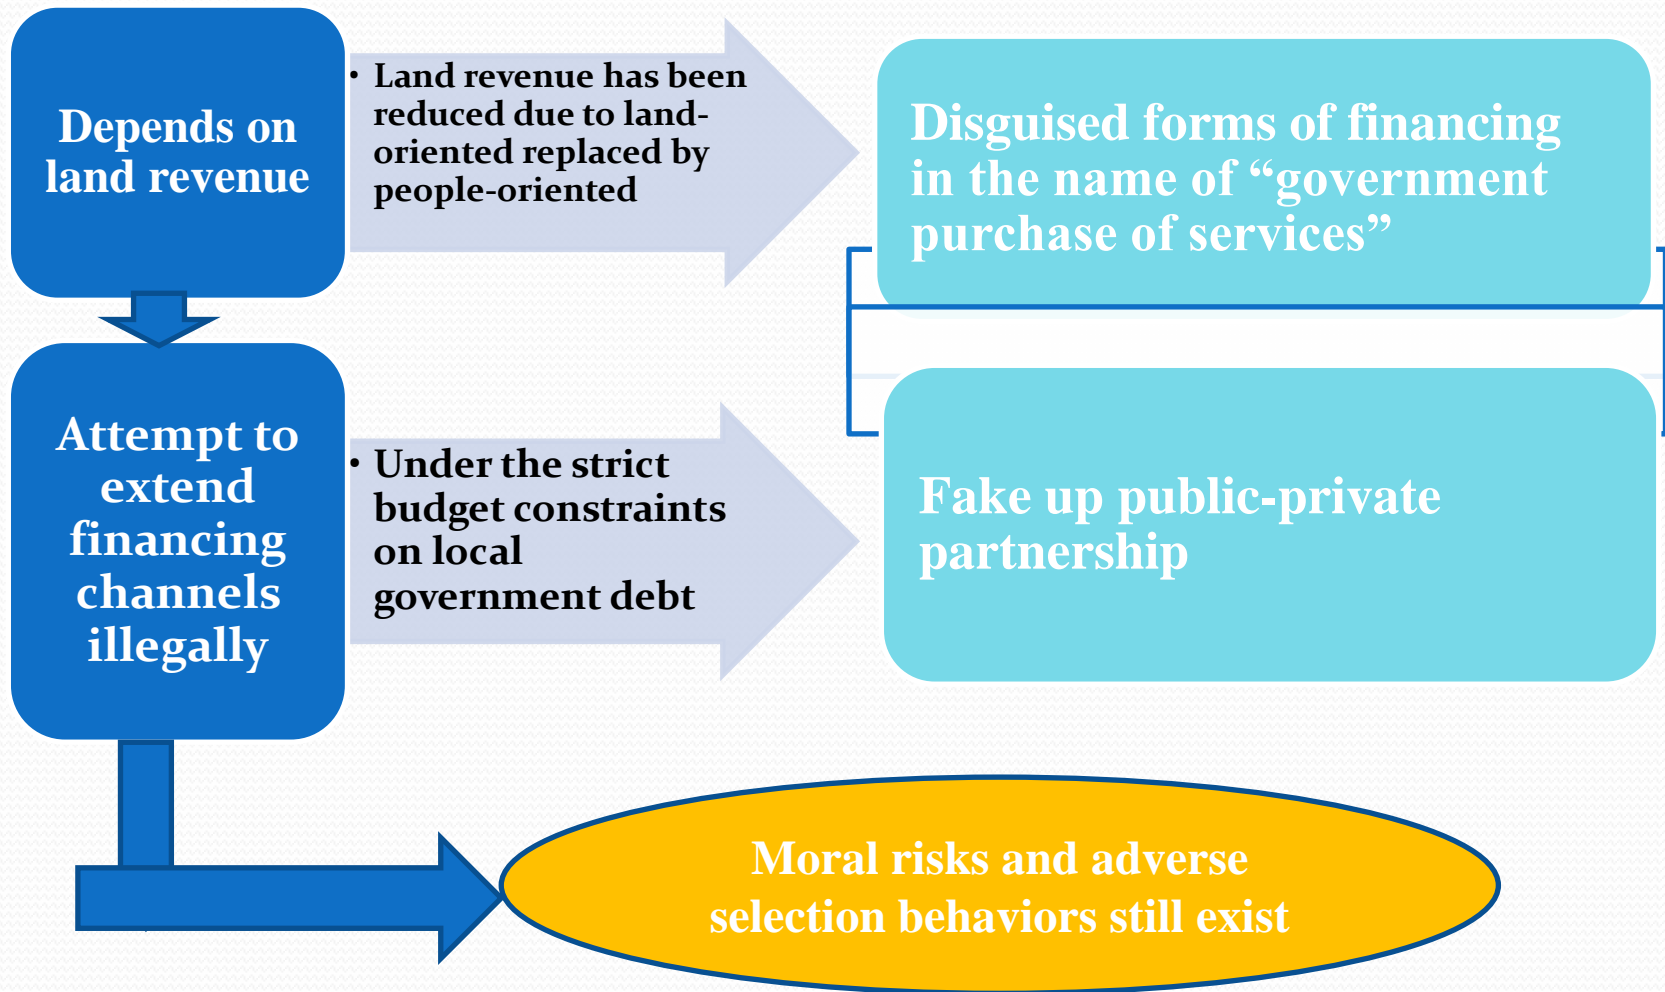 Depends on
land revenue
• Land revenue has been
reduced due to land-
oriented replaced by
people-oriented
Disguised forms of financing
in the name of “government
purchase of services”
Attempt to
extend
financing
channels
illegally
• Under the strict
budget constraints
on local
government debt
Fake up public-private
partnership
Moral risks and adverse
selection behaviors still exist